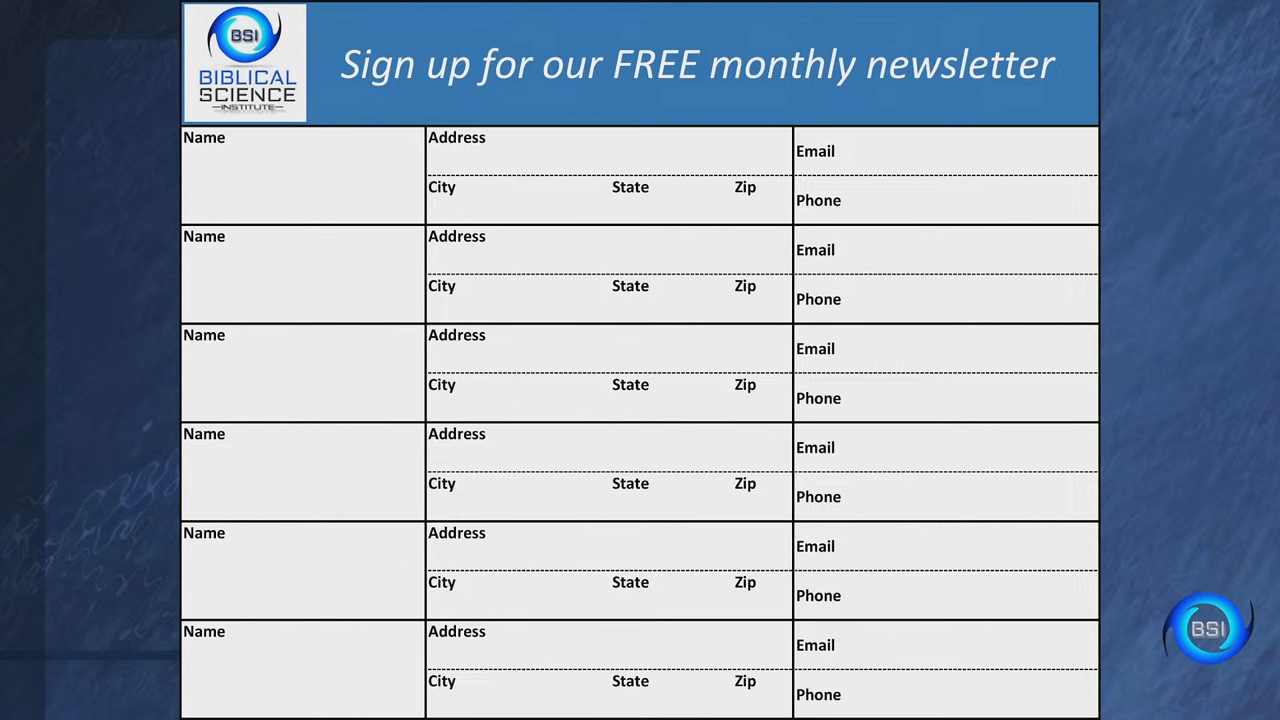 BSI
BIBLICAL
SCIENCE
INSTITUTE
Sign up for our FREE monthly newsletter
Name Address Email
City State Zip Phone
Name Address Email
City State Zip Phone
Name Address Email
City State Zip Phone
Name Address Email
City State Zip Phone
Name Address Email
City State Zip Phone
Name Address Email
City State Zip Phone
BSI